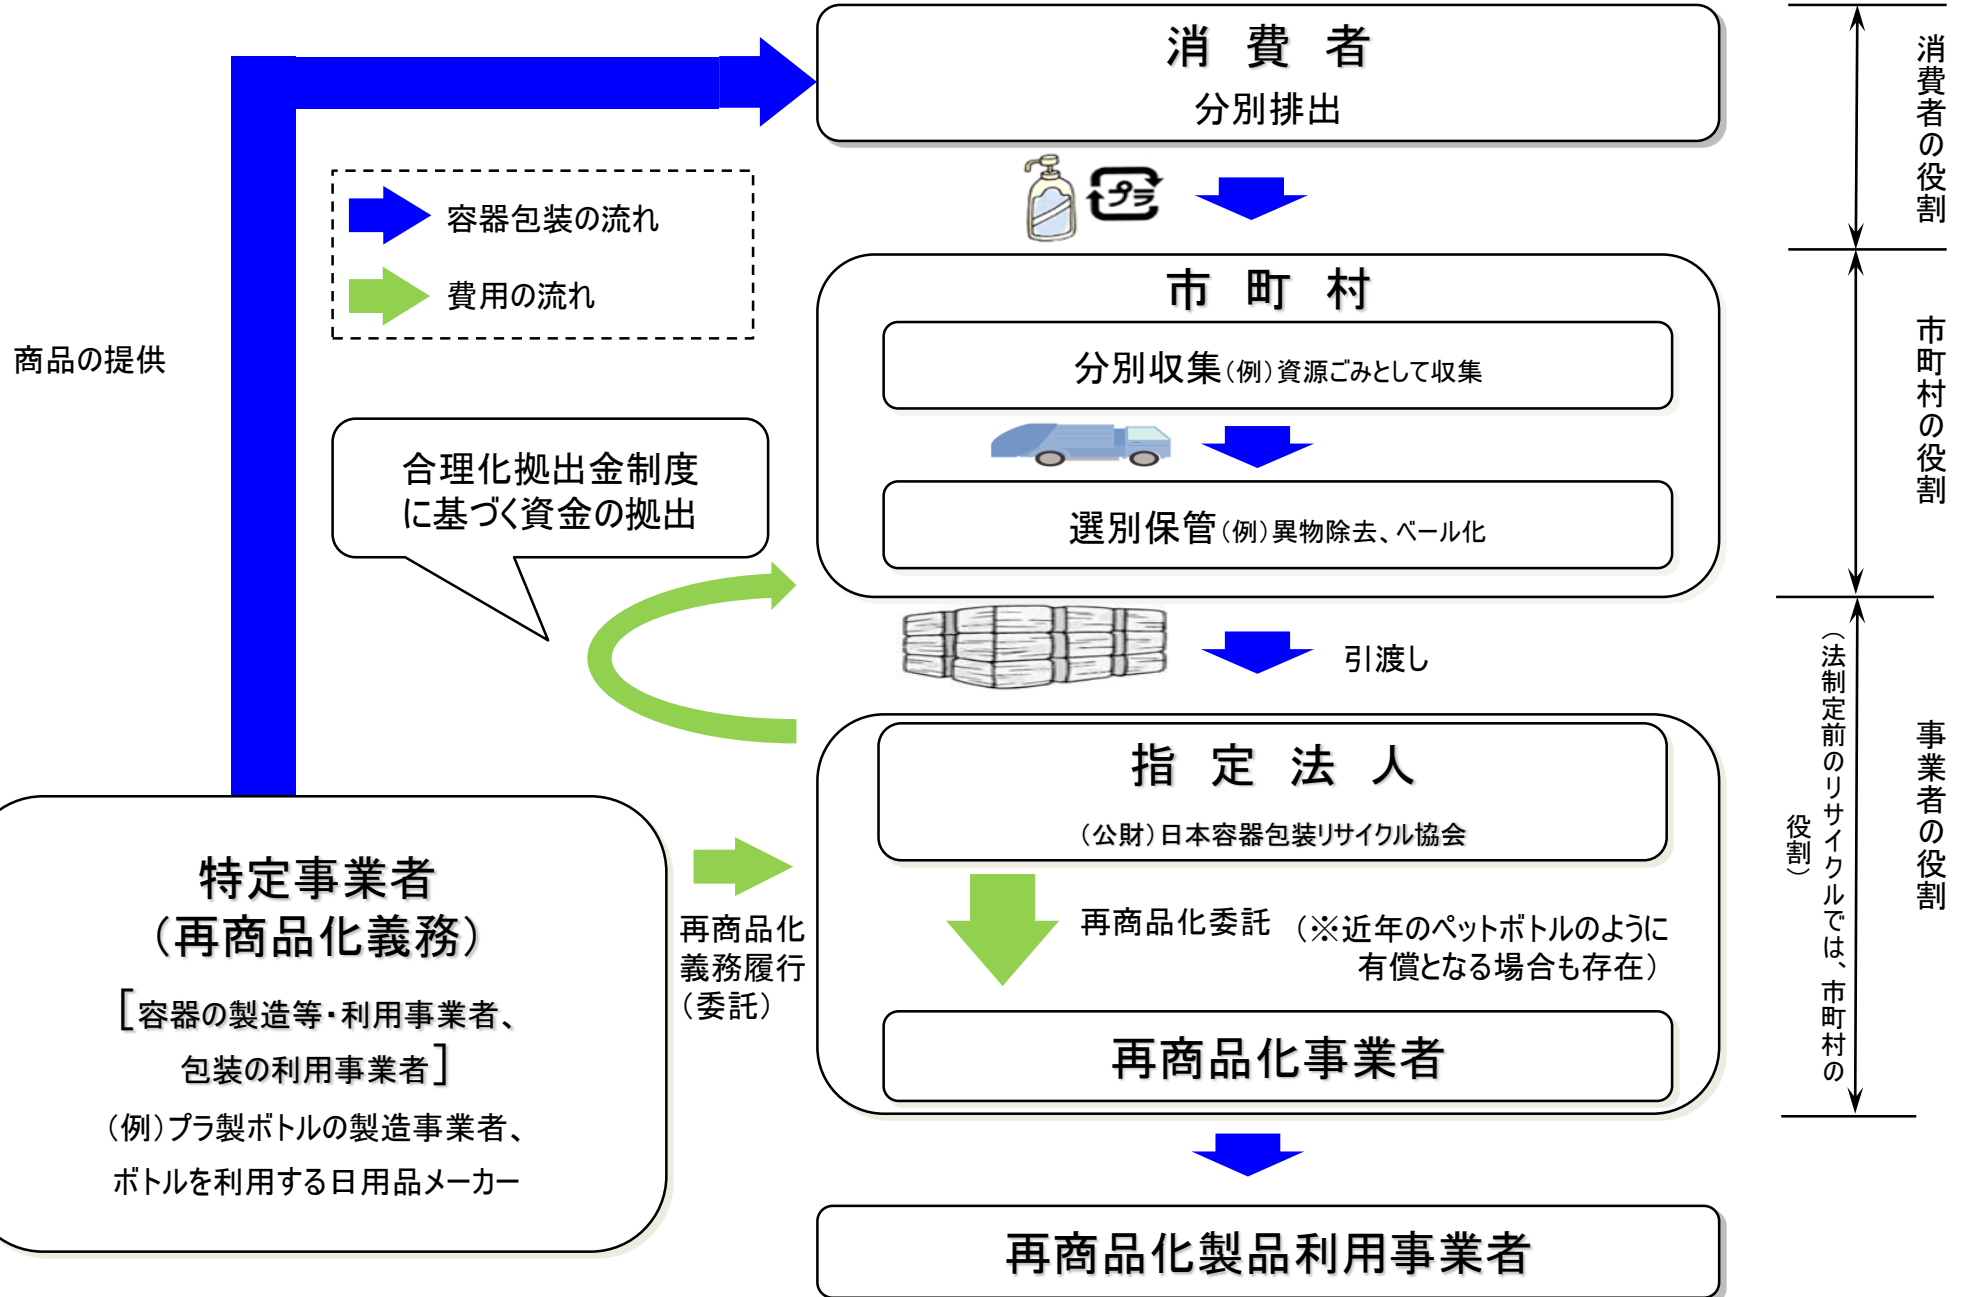 消 費 者
分別排出
プラ
容器包装の流れ
費用の流れ
商品の提供
市 町 村
分別収集（例）資源ごみとして収集
選別保管（例）異物除去、ベール化
合理化拠出金制度
に基づく資金の拠出
引渡し
指 定 法 人
（公財）日本容器包装リサイクル協会
再商品化委託
（※近年のペットボトルのように
有償となる場合も存在）
再商品化事業者
再商品化
義務履行
（委託）
特定事業者
（再商品化義務）
［容器の製造等・利用事業者、
包装の利用事業者］
（例）プラ製ボトルの製造事業者、
ボトルを利用する日用品メーカー
再商品化製品利用事業者
消費者の役割
市町村の役割
事業者の役割
（法制定前のリサイクルでは、市町村の
役割）